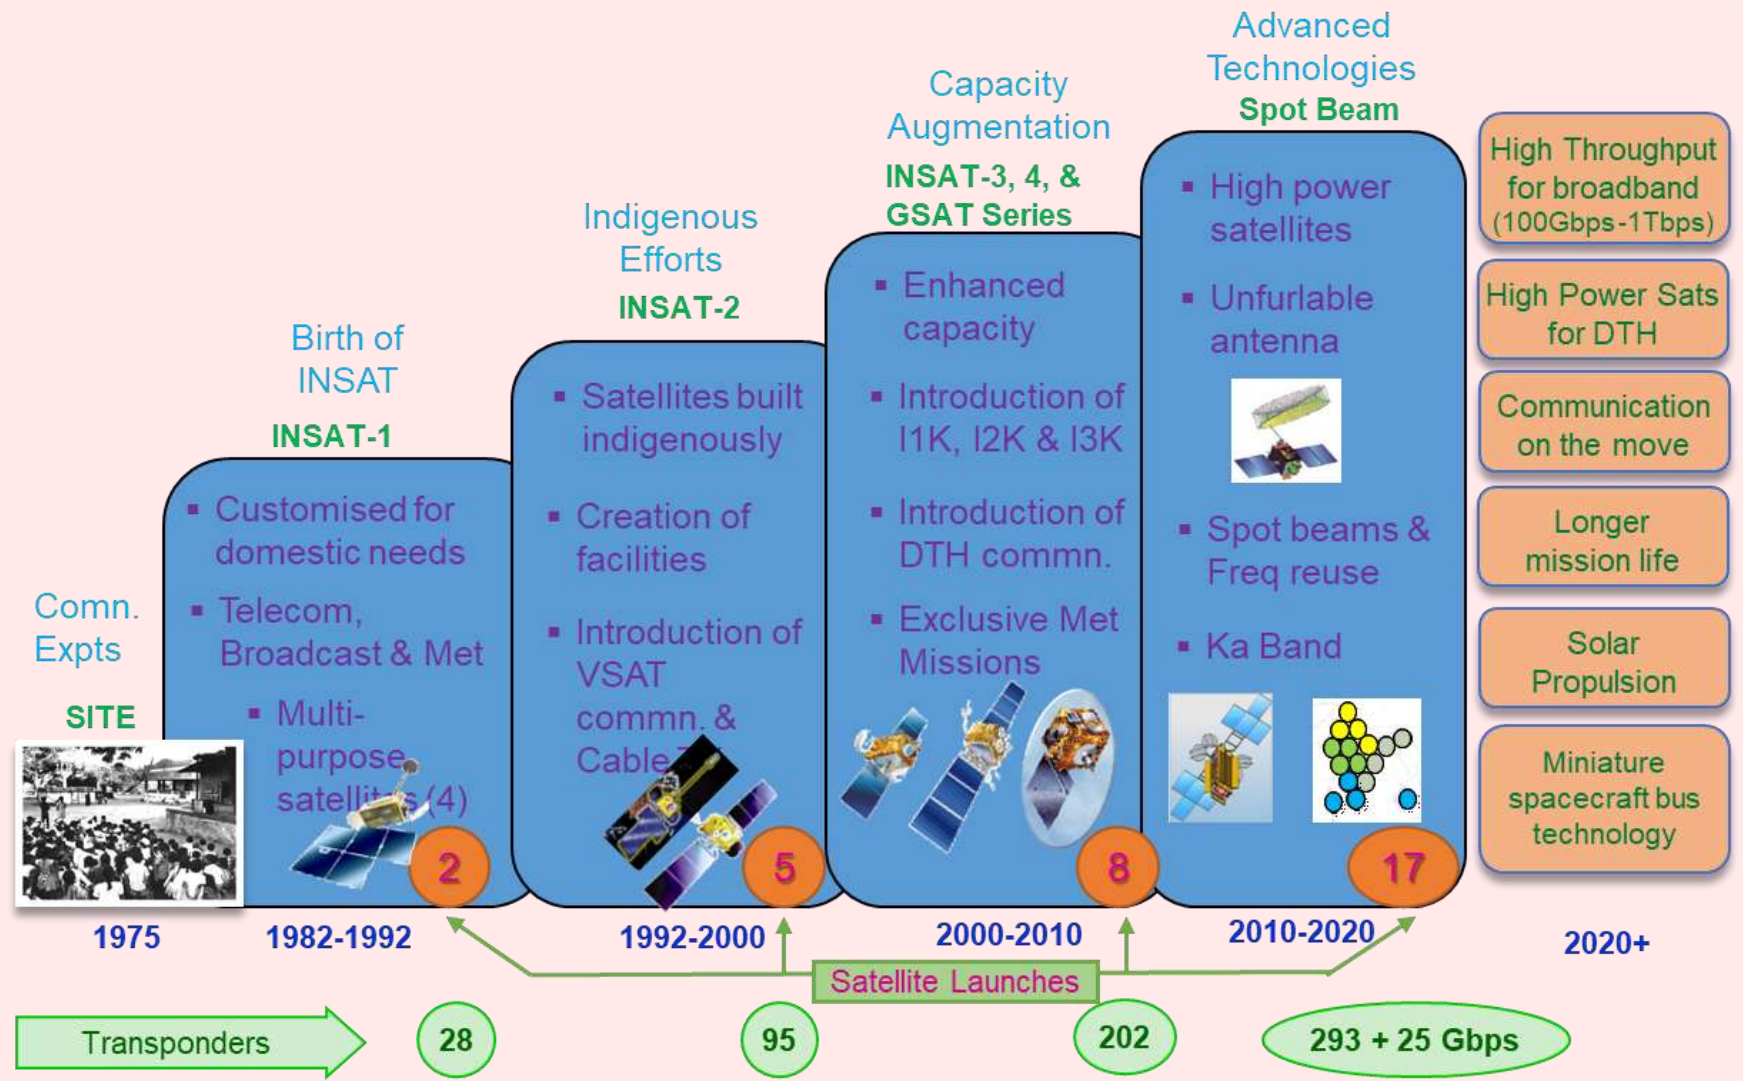 Comn.
Expts
SITE
1975
Birth of
INSAT
INSAT-1
▪ Customised for
domestic needs
▪ Telecom,
Broadcast & Met
▪ Multi-
purpose
satellites (4)
2
1982-1992
Indigenous
Efforts
INSAT-2
▪ Satellites built
indigenously
▪ Creation of
facilities
▪ Introduction of
VSAT
commn. &
Cable
5
1992-2000
Capacity
Augmentation
INSAT-3, 4, &
GSAT Series
▪ Enhanced
capacity
▪ Introduction of
I1K, I2K & I3K
▪ Introduction of
DTH commn.
▪ Exclusive Met
Missions
8
2000-2010
Advanced
Technologies
Spot Beam
▪ High power
satellites
▪ Unfurlable
antenna
▪ Spot beams &
Freq reuse
▪ Ka Band
17
2010-2020
High Throughput
for broadband
(100Gbps-1Tbps)
High Power Sats
for DTH
Communication
on the move
Longer
mission life
Solar
Propulsion
Miniature
spacecraft bus
technology
2020+
Satellite Launches
Transponders
28
95
202
293 + 25 Gbps